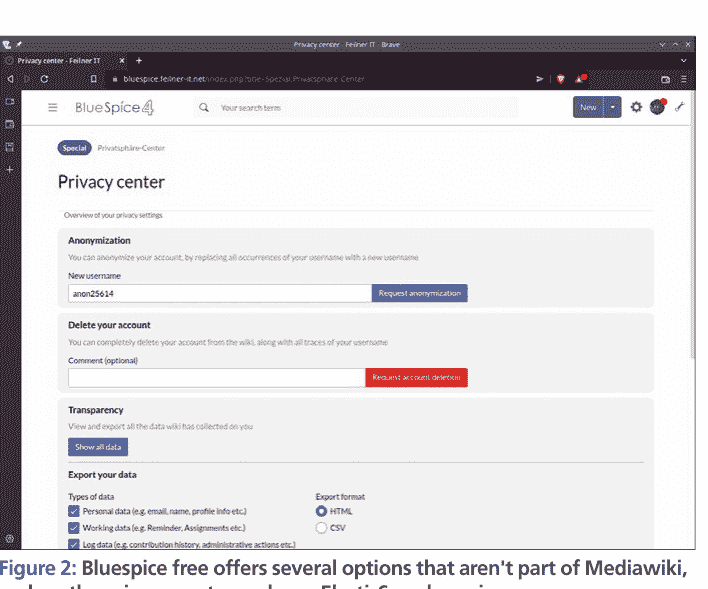 Privacy center - Feilner IT - Brave
Privacy center - Feilner IT
bluespice.feilner-it.net/index.php?title=Spezial:Privatsphäre-Center
BlueSpice 4
Your search term
New
Special Privatsphäre-Center
Privacy center
Overview of your privacy settings
Anonymization
You can anonymize your account, by replacing all occurrences of your username with a new username
New username
anon25614 Request anonymization
Delete your account
You can completely delete your account from the wiki, along with all traces of your username
Comment (optional)
Request account deletion
Transparency
View and export all the data wiki has collected on you
Show all data
Export your data
Types of data Export format
Personal data (e.g. email, name, profile info etc.) HTML
Working data (e.g. Reminder, Assignments etc.) CSV
Log data (e.g. contribution history, administrative actions etc.)
Figure 2: Bluespice free offers several options that aren't part of Mediawiki,